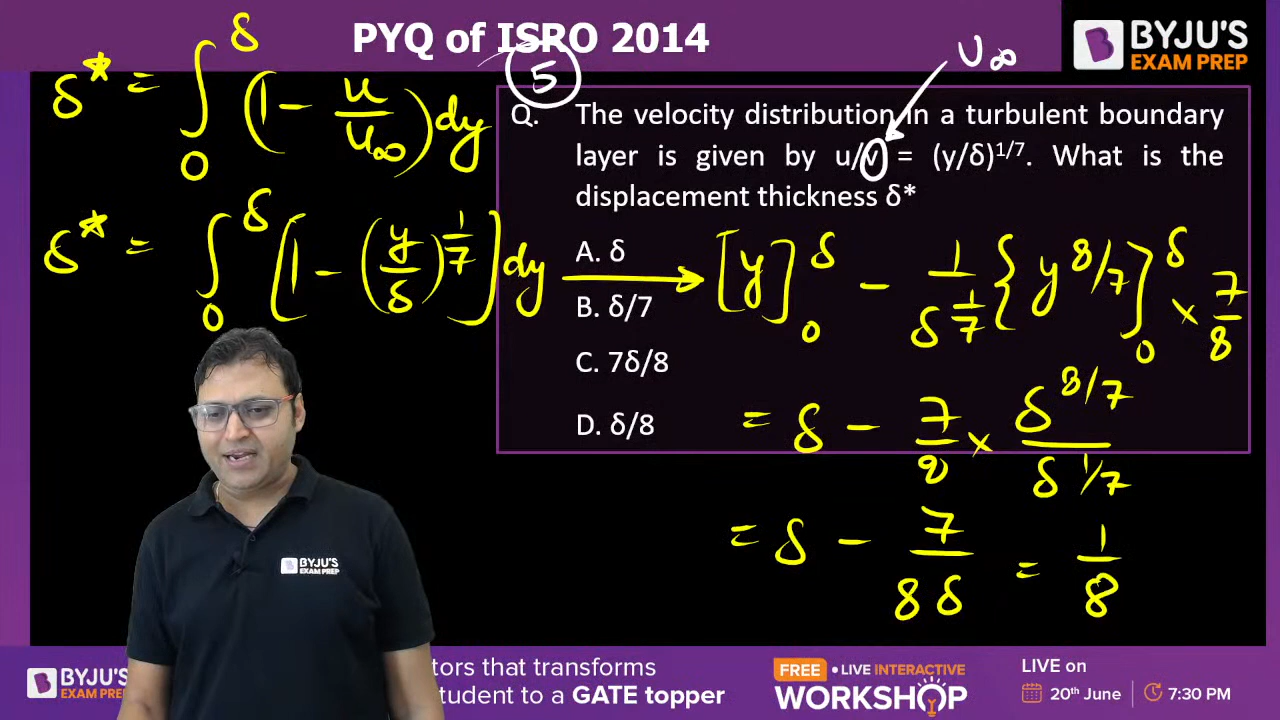 PYQ of ISRO 2014
BYJU'S
EXAM PREP
5
U∞
δ* = ∫₀^δ (1 - u/u∞) dy
Q. The velocity distribution in a turbulent boundary
layer is given by u/v = (y/δ)^1/7. What is the
displacement thickness δ*
δ* = ∫₀^δ [1 - (y/δ)^1/7] dy → [y]₀^δ - 1/δ^1/7 {y^8/7]₀^δ × 7/8
A. δ
B. δ/7
C. 7δ/8
D. δ/8
= δ - 7/8 × δ^8/7 / δ^1/7
= δ - 7/8δ = 1/8
BYJU'S
EXAM PREP
BYJU'S
EXAM PREP
tors that transforms
tudent to a GATE topper
FREE • LIVE INTERACTIVE
WORKSHOP
LIVE on
20th June
7:30 PM